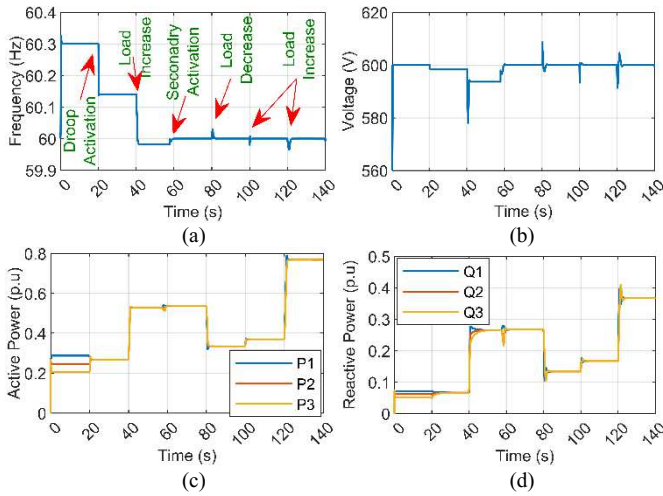 60.4
60.3
60.2
60.1
60
59.9
Frequency (Hz)
Droop
Activation
Load
Increase
Seconadry
Activation
Load
Decrease
Load
Increase
0 20 40 60 80 100 120 140
Time (s)
(a)
620
600
580
560
Voltage (V)
0 20 40 60 80 100 120 140
Time (s)
(b)
0.8
0.6
0.4
0.2
0
Active Power (p.u)
P1
P2
P3
0 20 40 60 80 100 120 140
Time (s)
(c)
0.5
0.4
0.3
0.2
0.1
0
Reactive Power (p.u)
Q1
Q2
Q3
0 20 40 60 80 100 120 140
Time (s)
(d)